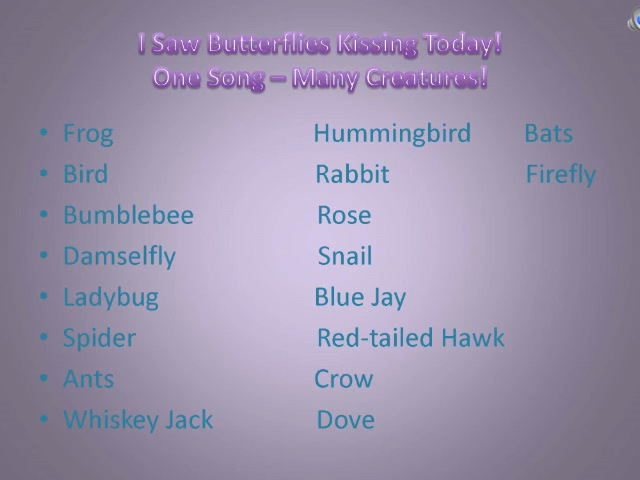 I Saw Butterflies Kissing Today!
One Song – Many Creatures!
• Frog Hummingbird Bats
• Bird Rabbit Firefly
• Bumblebee Rose
• Damselfly Snail
• Ladybug Blue Jay
• Spider Red-tailed Hawk
• Ants Crow
• Whiskey Jack Dove